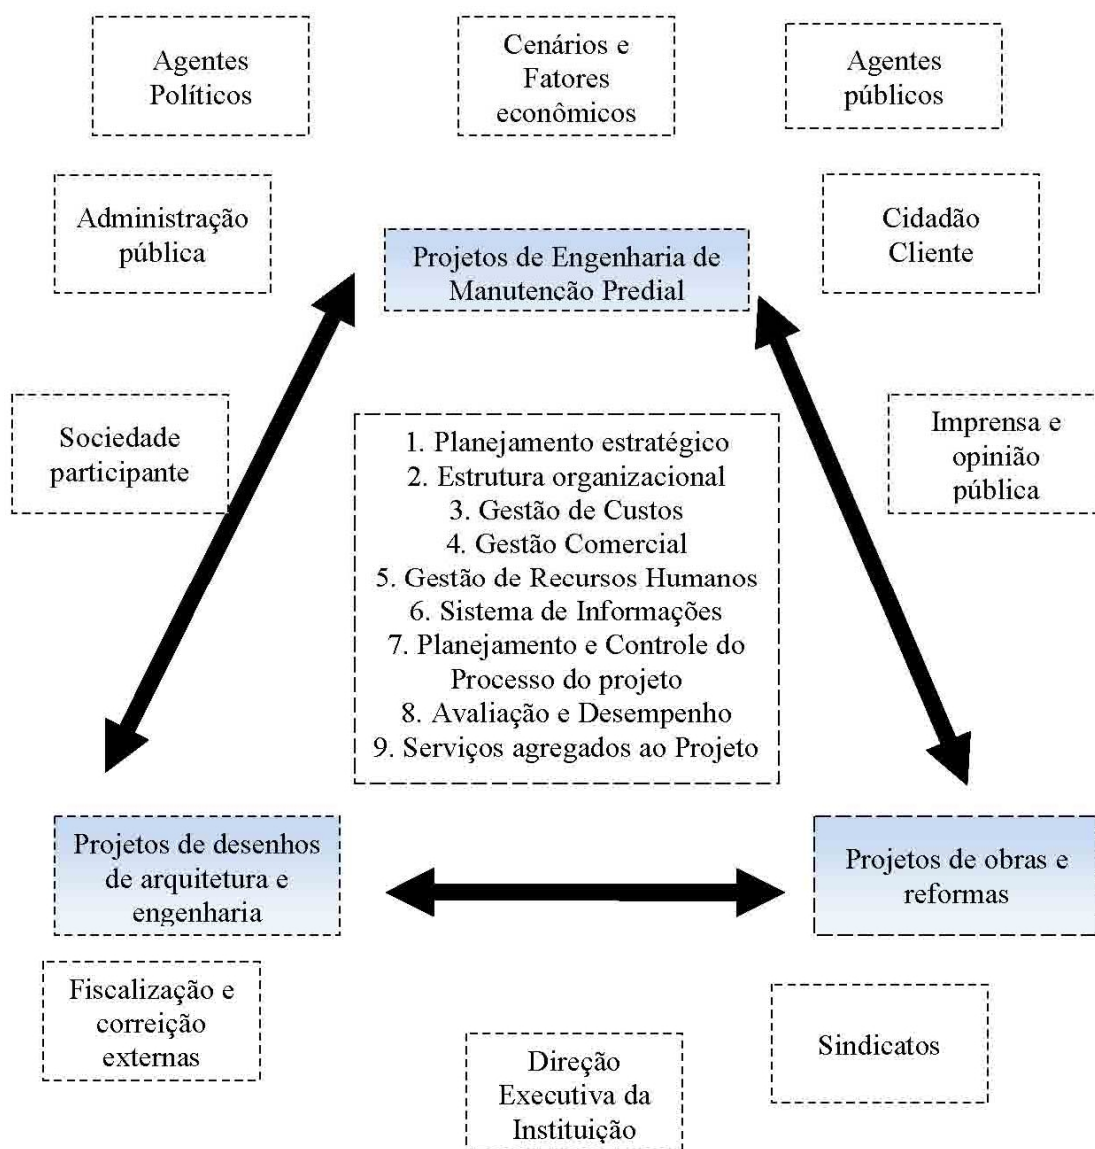 Agentes
Políticos
Cenários e
Fatores
econômicos
Agentes
públicos
Administração
pública
Cidadão
Cliente
Projetos de Engenharia de
Manutencão Predial
Sociedade
participante
Imprensa e
opinião
pública
1. Planejamento estratégico
2. Estrutura organizacional
3. Gestão de Custos
4. Gestão Comercial
5. Gestão de Recursos Humanos
6. Sistema de Informações
7. Planejamento e Controle do
Processo do projeto
8. Avaliação e Desempenho
9. Serviços agregados ao Projeto
Projetos de desenhos
de arquitetura e
engenharia
Projetos de obras e
reformas
Fiscalização e
correição
externas
Direção
Executiva da
Instituição
Sindicatos